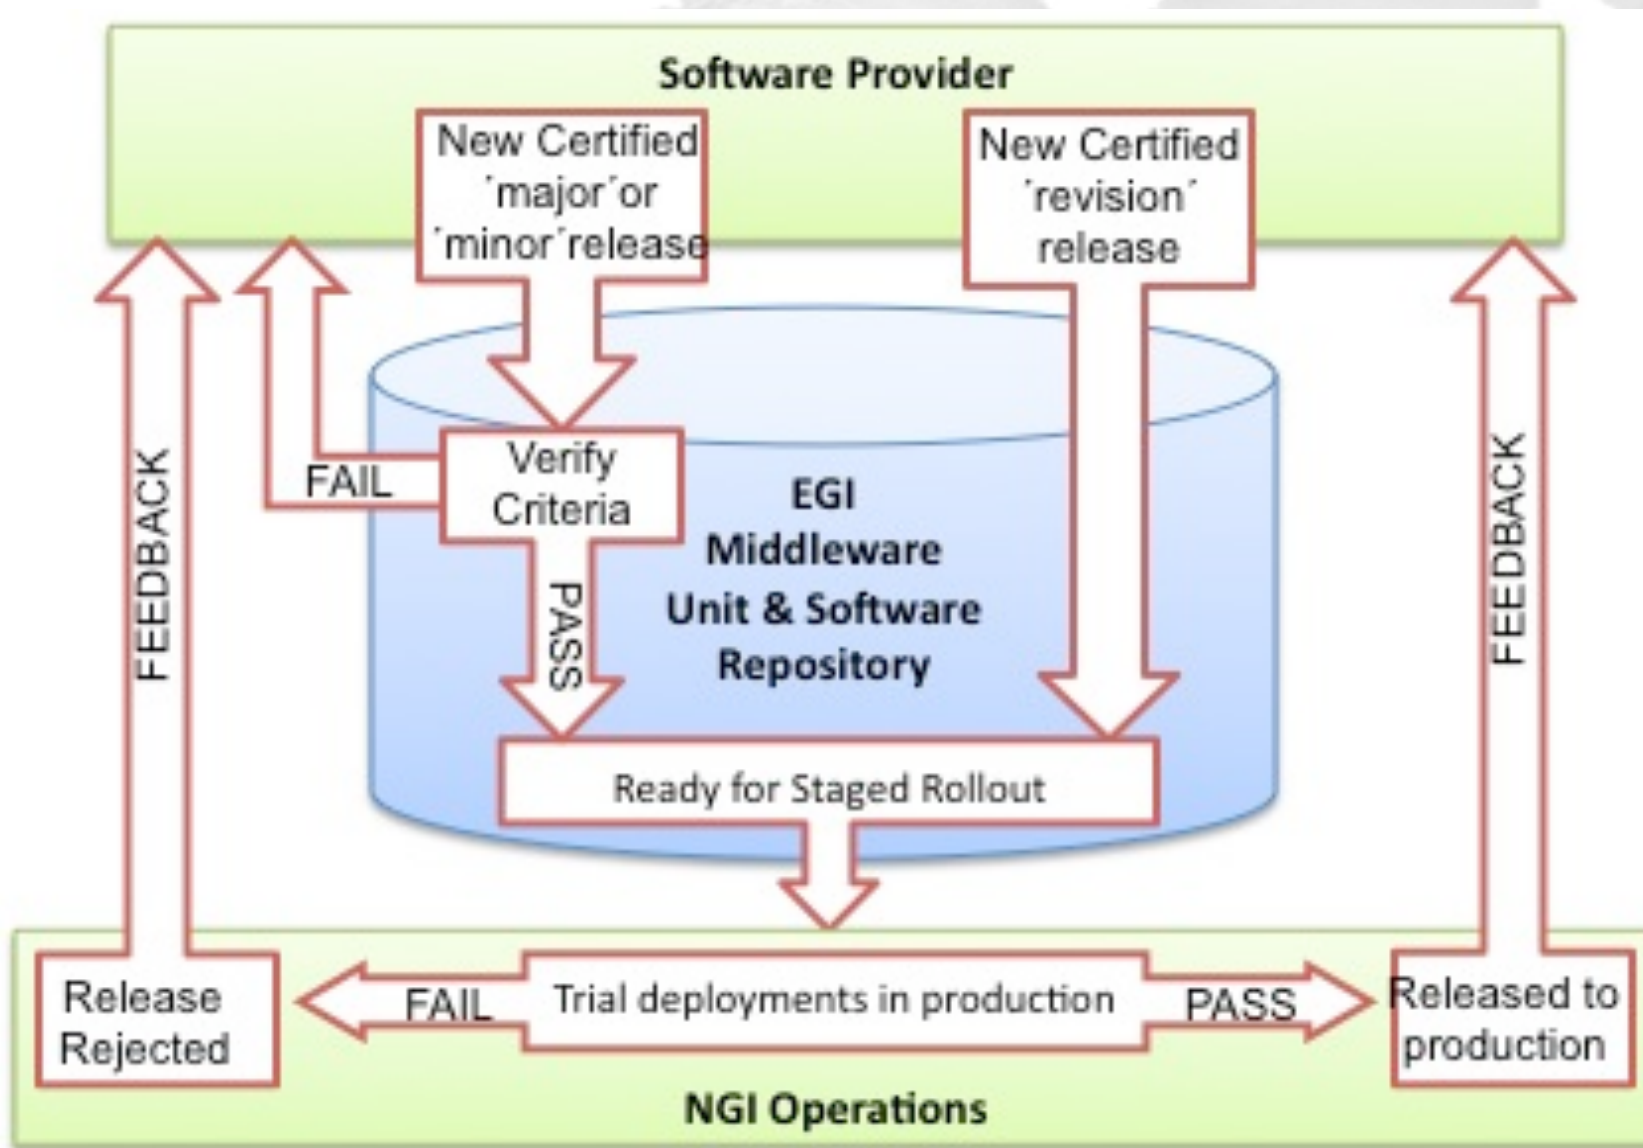 Software Provider
New Certified
´major´or
´minor´release
New Certified
´revision´
release
FEEDBACK
FAIL
Verify
Criteria
PASS
EGI
Middleware
Unit & Software
Repository
FEEDBACK
Ready for Staged Rollout
Release
Rejected
FAIL
Trial deployments in production
PASS
Released to
production
NGI Operations